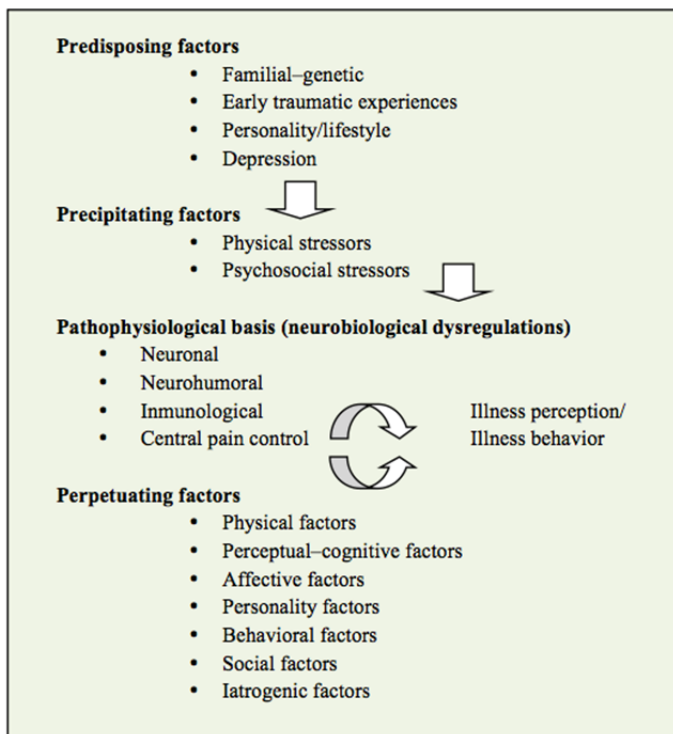 Predisposing factors
• Familial–genetic
• Early traumatic experiences
• Personality/lifestyle
• Depression
Precipitating factors
• Physical stressors
• Psychosocial stressors
Pathophysiological basis (neurobiological dysregulations)
• Neuronal
• Neurohumoral
• Inmunological
• Central pain control
Illness perception/
Illness behavior
Perpetuating factors
• Physical factors
• Perceptual–cognitive factors
• Affective factors
• Personality factors
• Behavioral factors
• Social factors
• Iatrogenic factors